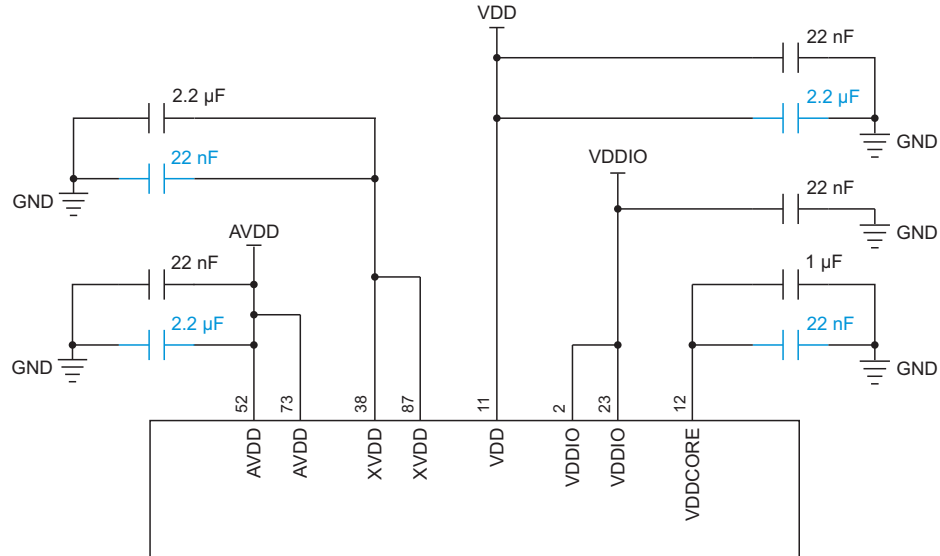 VDD
22 nF
2.2 µF
GND
2.2 µF
22 nF
GND
VDDIO
22 nF
GND
AVDD
22 nF
2.2 µF
GND
1 µF
22 nF
GND
52
73
38
87
11
2
23
12
AVDD
AVDD
XVDD
XVDD
VDD
VDDIO
VDDIO
VDDCORE